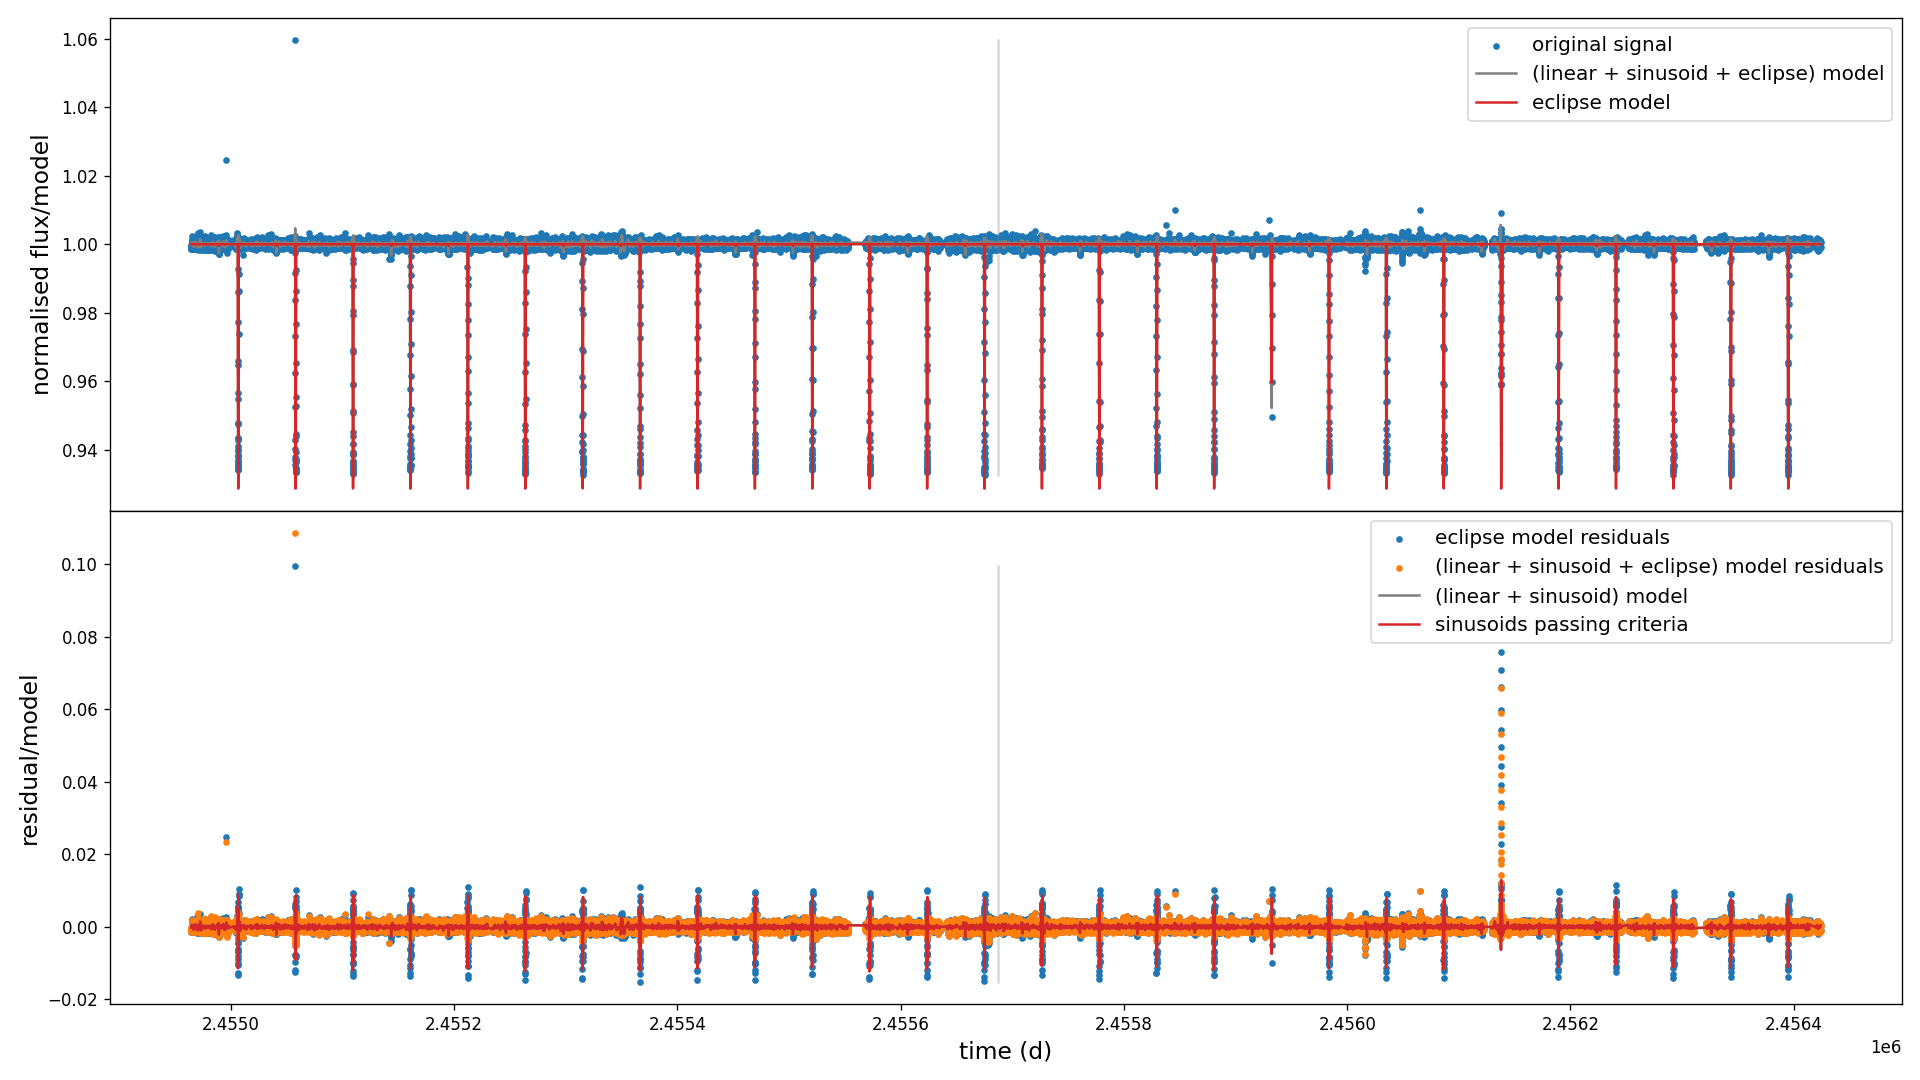 normalised flux/model
1.06
1.04
1.02
1.00
0.98
0.96
0.94
original signal
(linear + sinusoid + eclipse) model
eclipse model
residual/model
0.10
0.08
0.06
0.04
0.02
0.00
−0.02
eclipse model residuals
(linear + sinusoid + eclipse) model residuals
(linear + sinusoid) model
sinusoids passing criteria
2.4550 2.4552 2.4554 2.4556 2.4558 2.4560 2.4562 2.4564
1e6
time (d)